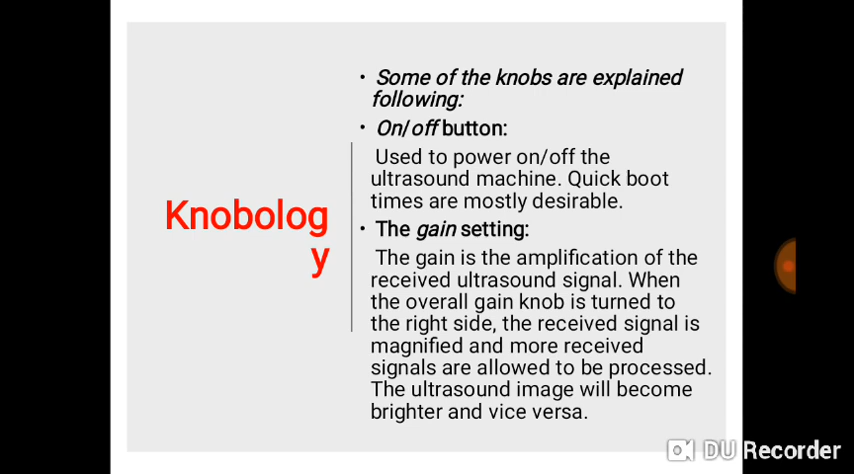 Knobolog
y
• Some of the knobs are explained
following:
• On/off button:
Used to power on/off the
ultrasound machine. Quick boot
times are mostly desirable.
• The gain setting:
The gain is the amplification of the
received ultrasound signal. When
the overall gain knob is turned to
the right side, the received signal is
magnified and more received
signals are allowed to be processed.
The ultrasound image will become
brighter and vice versa.
DU Recorder